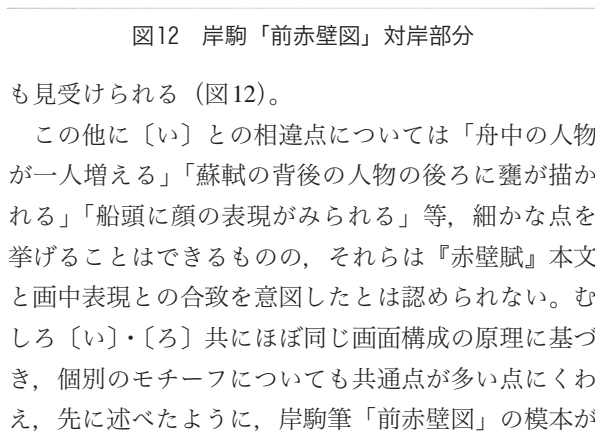 図12　岸駒「前赤壁図」対岸部分
も見受けられる（図12）。
　この他に〔い〕との相違点については「舟中の人物
が一人増える」「蘇軾の背後の人物の後ろに甕が描か
れる」「船頭に顔の表現がみられる」等，細かな点を
挙げることはできるものの，それらは『赤壁賦』本文
と画中表現との合致を意図したとは認められない。む
しろ〔い〕・〔ろ〕共にほぼ同じ画面構成の原理に基づ
き，個別のモチーフについても共通点が多い点にくわ
え，先に述べたように，岸駒筆「前赤壁図」の模本が